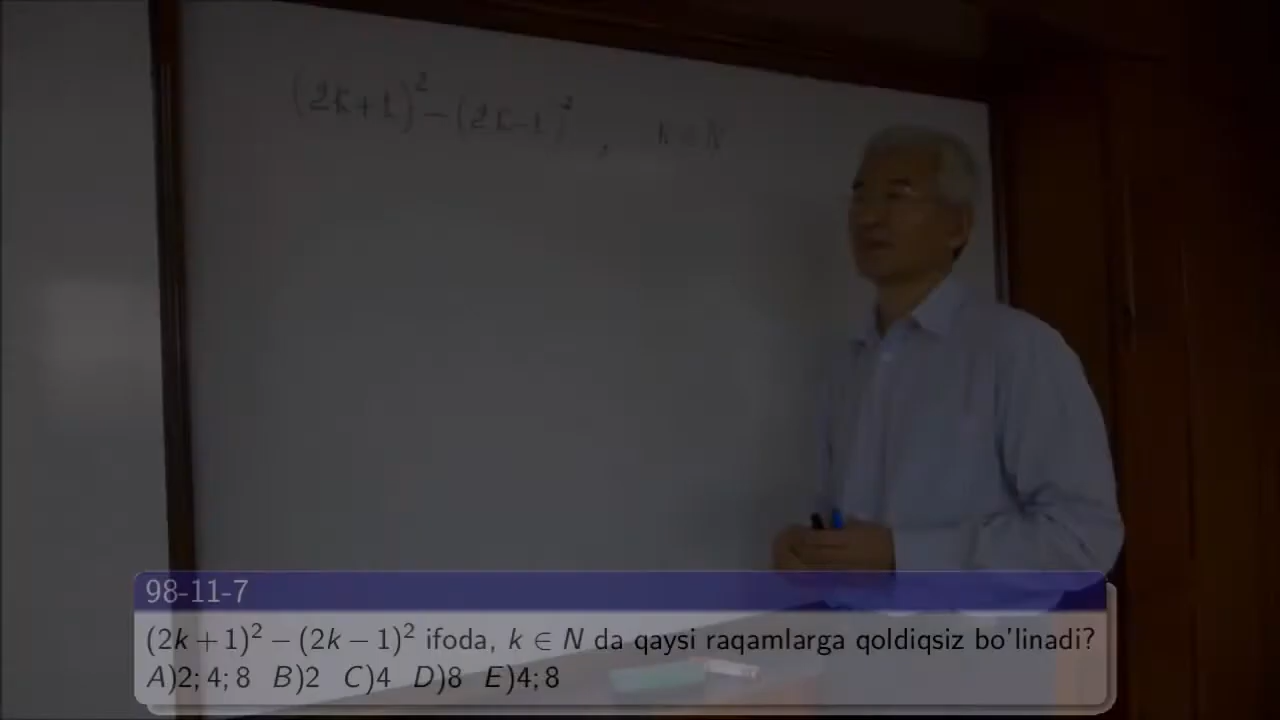 (2k+1)² − (2k−1)² , k ∈ N
98-11-7
(2k + 1)² − (2k − 1)² ifoda, k ∈ N da qaysi raqamlarga qoldiqsiz bo'linadi?
A)2; 4; 8 B)2 C)4 D)8 E)4; 8